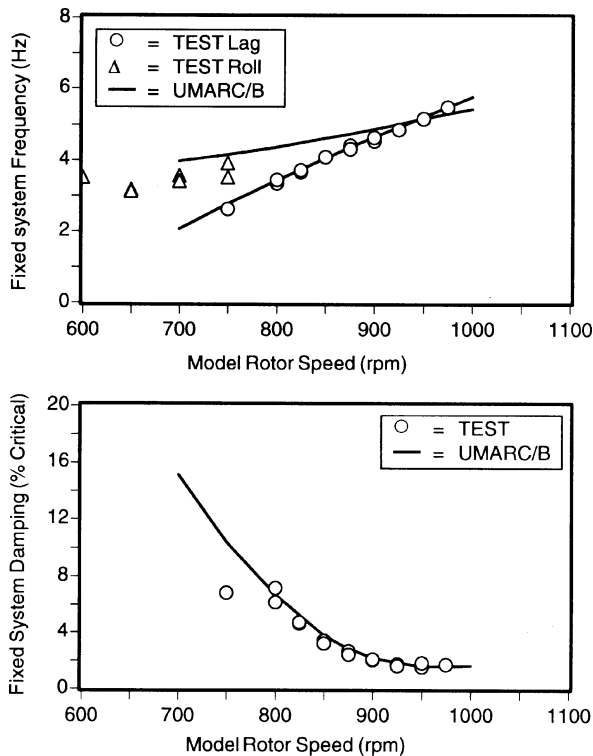 8
6
4
2
0
Fixed system Frequency (Hz)
= TEST Lag
= TEST Roll
= UMARC/B
600 700 800 900 1000 1100
Model Rotor Speed (rpm)
20
16
12
8
4
0
Fixed System Damping (% Critical)
= TEST
= UMARC/B
600 700 800 900 1000 1100
Model Rotor Speed (rpm)